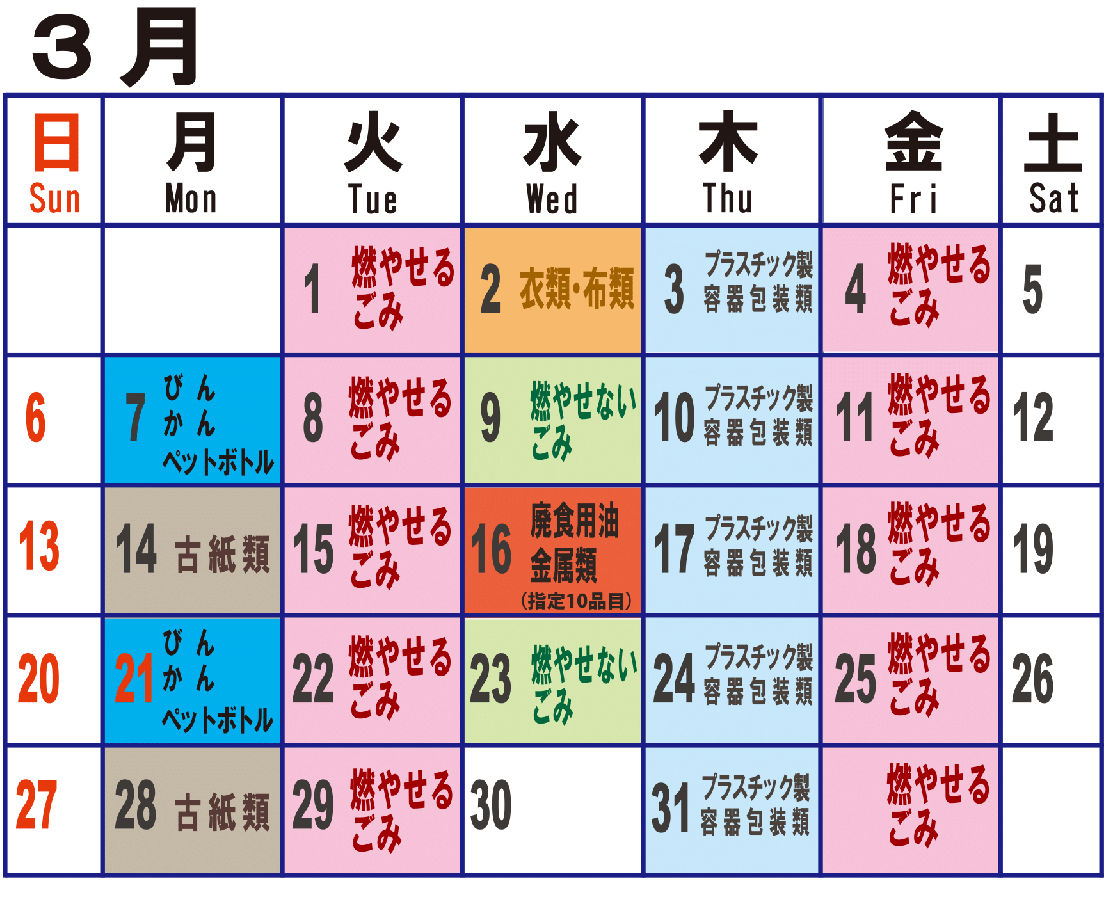 3月
日 月 火 水 木 金 土
Sun Mon Tue Wed Thu Fri Sat
1 燃やせる
ごみ
2 衣類・布類
3 プラスチック製
容器包装類
4 燃やせる
ごみ
5
6
7 びん
かん
ペットボトル
8 燃やせる
ごみ
9 燃やせない
ごみ
10 プラスチック製
容器包装類
11 燃やせる
ごみ
12
13
14 古紙類
15 燃やせる
ごみ
16 廃食用油
金属類
(指定10品目)
17 プラスチック製
容器包装類
18 燃やせる
ごみ
19
20
21 びん
かん
ペットボトル
22 燃やせる
ごみ
23 燃やせない
ごみ
24 プラスチック製
容器包装類
25 燃やせる
ごみ
26
27
28 古紙類
29 燃やせる
ごみ
30
31 プラスチック製
容器包装類
燃やせる
ごみ